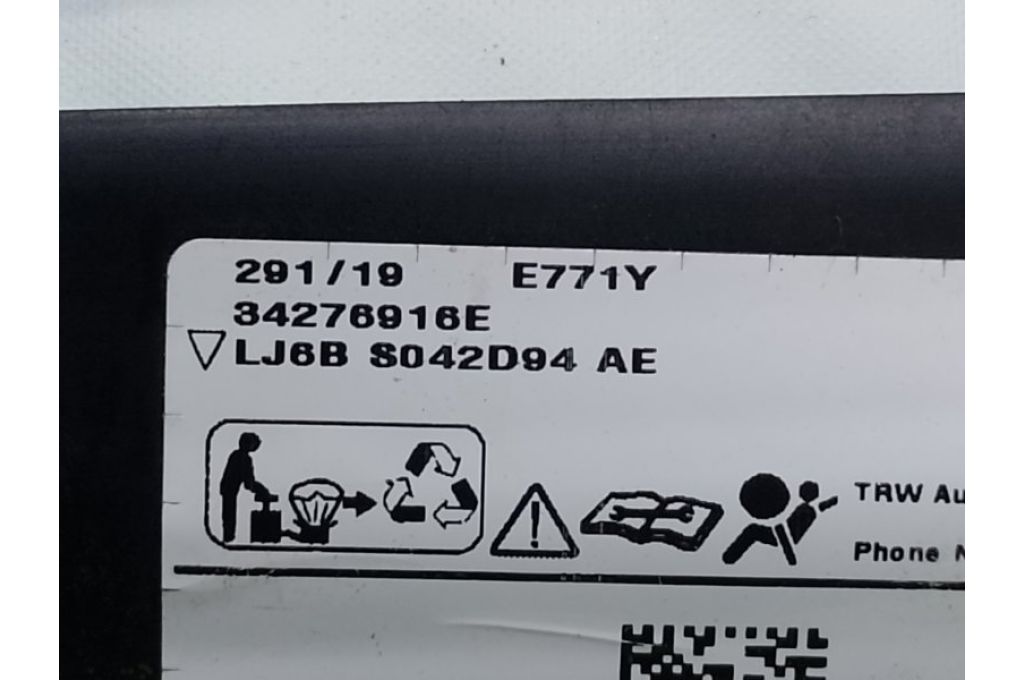 291/19 E771Y
34276916E
LJ6B S042D94 AE
TRW Au
Phone N